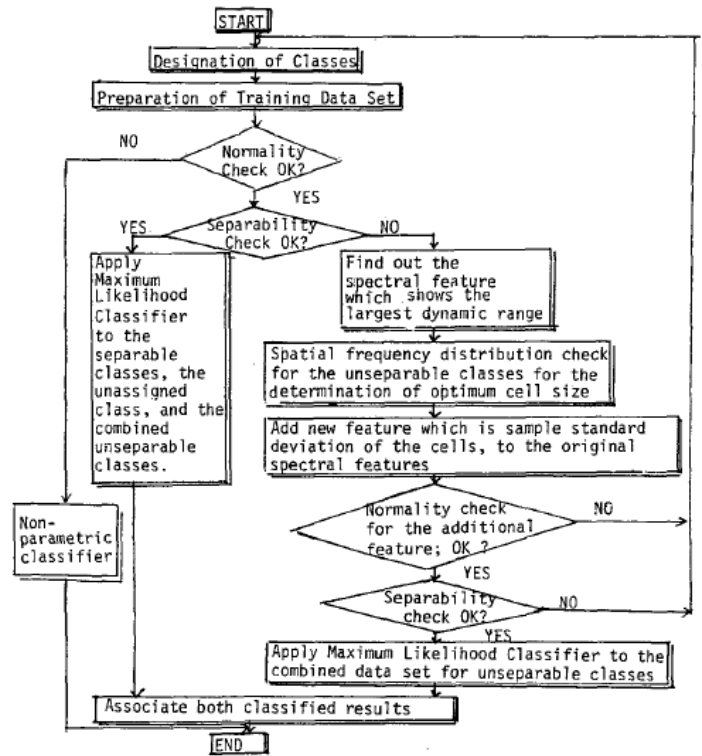 START
Designation of Classes
Preparation of Training Data Set
NO
Normality
Check OK?
YES
YES
Separability
Check OK?
NO
Apply
Maximum
Likelihood
Classifier
to the
separable
classes, the
unassigned
class, and the
combined
unseparable
classes.
Find out the
spectral feature
which shows the
largest dynamic range
Spatial frequency distribution check
for the unseparable classes for the
determination of optimum cell size
Add new feature which is sample standard
deviation of the cells, to the original
spectral features
Non-
parametric
classifier
Normality check
for the additional
feature; OK ?
NO
YES
Separability
check OK?
NO
YES
Apply Maximum Likelihood Classifier to the
combined data set for unseparable classes
Associate both classified results
END